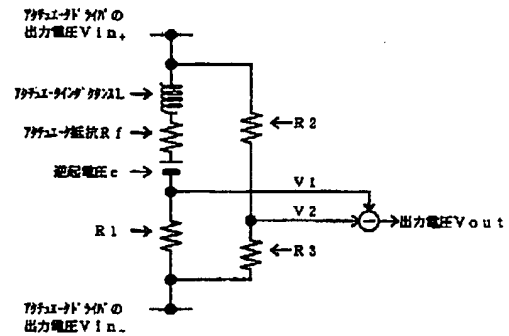 アクチュエータドライバの
出力電圧Vin+
アクチュエータインダクタンスL
アクチュエータ抵抗Rf
逆起電圧e
R1
R2
V1
V2
出力電圧Vout
R3
アクチュエータドライバの
出力電圧Vin-